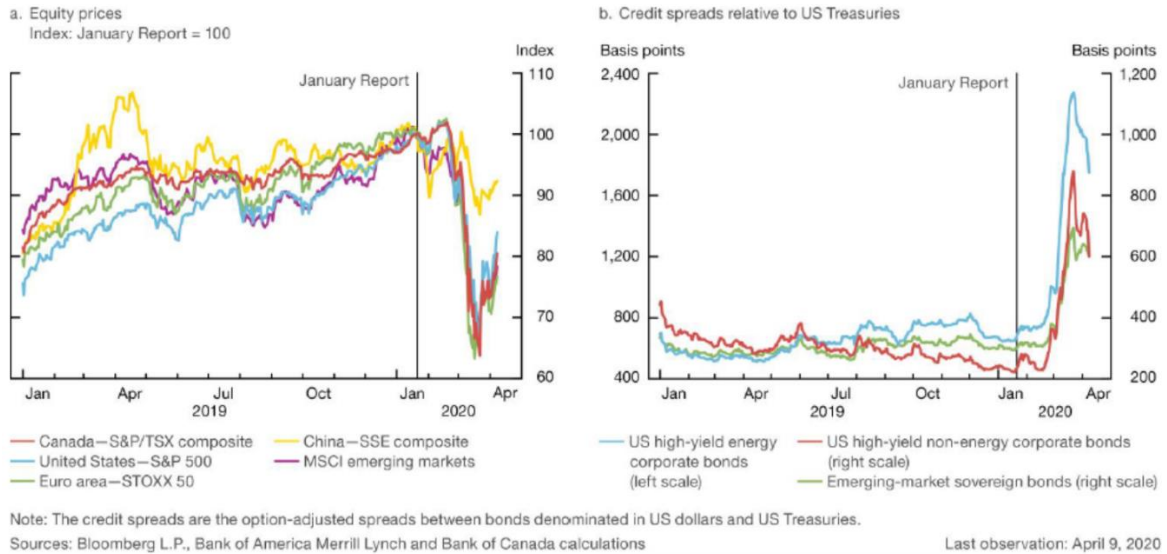 a. Equity prices
Index: January Report = 100
Index
January Report
110
100
90
80
70
60
Jan Apr Jul Oct Jan Apr
2019 2020
Canada—S&P/TSX composite
United States—S&P 500
Euro area—STOXX 50
China—SSE composite
MSCI emerging markets
b. Credit spreads relative to US Treasuries
Basis points Basis points
January Report
2,400 1,200
2,000 1,000
1,600 800
1,200 600
800 400
400 200
Jan Apr Jul Oct Jan Apr
2019 2020
US high-yield energy
corporate bonds
(left scale)
US high-yield non-energy corporate bonds
(right scale)
Emerging-market sovereign bonds (right scale)
Note: The credit spreads are the option-adjusted spreads between bonds denominated in US dollars and US Treasuries.
Sources: Bloomberg L.P., Bank of America Merrill Lynch and Bank of Canada calculations
Last observation: April 9, 2020